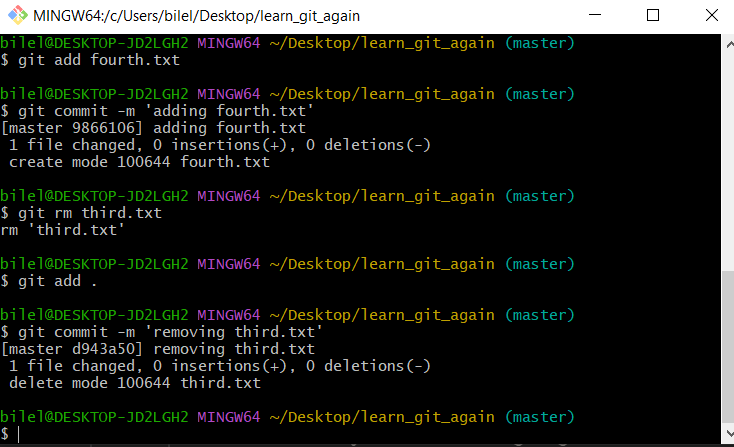 MINGW64:/c/Users/bilel/Desktop/learn_git_again
bilel@DESKTOP-JD2LGH2 MINGW64 ~/Desktop/learn_git_again (master)
$ git add fourth.txt
bilel@DESKTOP-JD2LGH2 MINGW64 ~/Desktop/learn_git_again (master)
$ git commit -m 'adding fourth.txt'
[master 9866106] adding fourth.txt
 1 file changed, 0 insertions(+), 0 deletions(-)
 create mode 100644 fourth.txt
bilel@DESKTOP-JD2LGH2 MINGW64 ~/Desktop/learn_git_again (master)
$ git rm third.txt
rm 'third.txt'
bilel@DESKTOP-JD2LGH2 MINGW64 ~/Desktop/learn_git_again (master)
$ git add .
bilel@DESKTOP-JD2LGH2 MINGW64 ~/Desktop/learn_git_again (master)
$ git commit -m 'removing third.txt'
[master d943a50] removing third.txt
 1 file changed, 0 insertions(+), 0 deletions(-)
 delete mode 100644 third.txt
bilel@DESKTOP-JD2LGH2 MINGW64 ~/Desktop/learn_git_again (master)
$